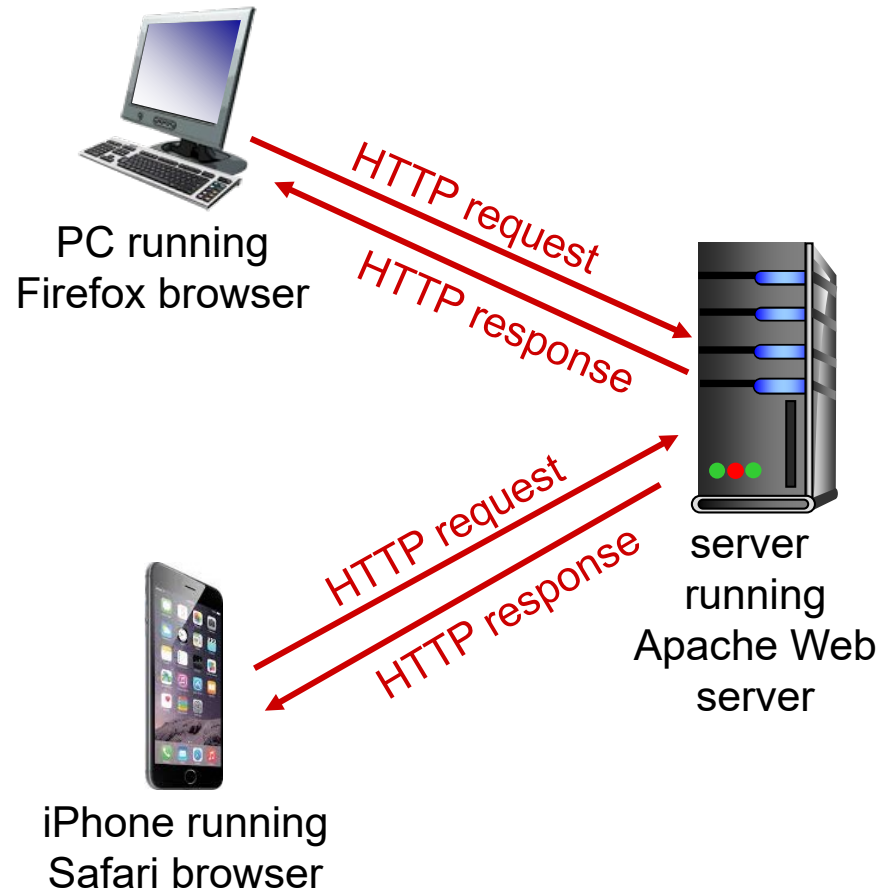 HTTP request
HTTP response
PC running
Firefox browser
HTTP request
HTTP response
server
running
Apache Web
server
iPhone running
Safari browser